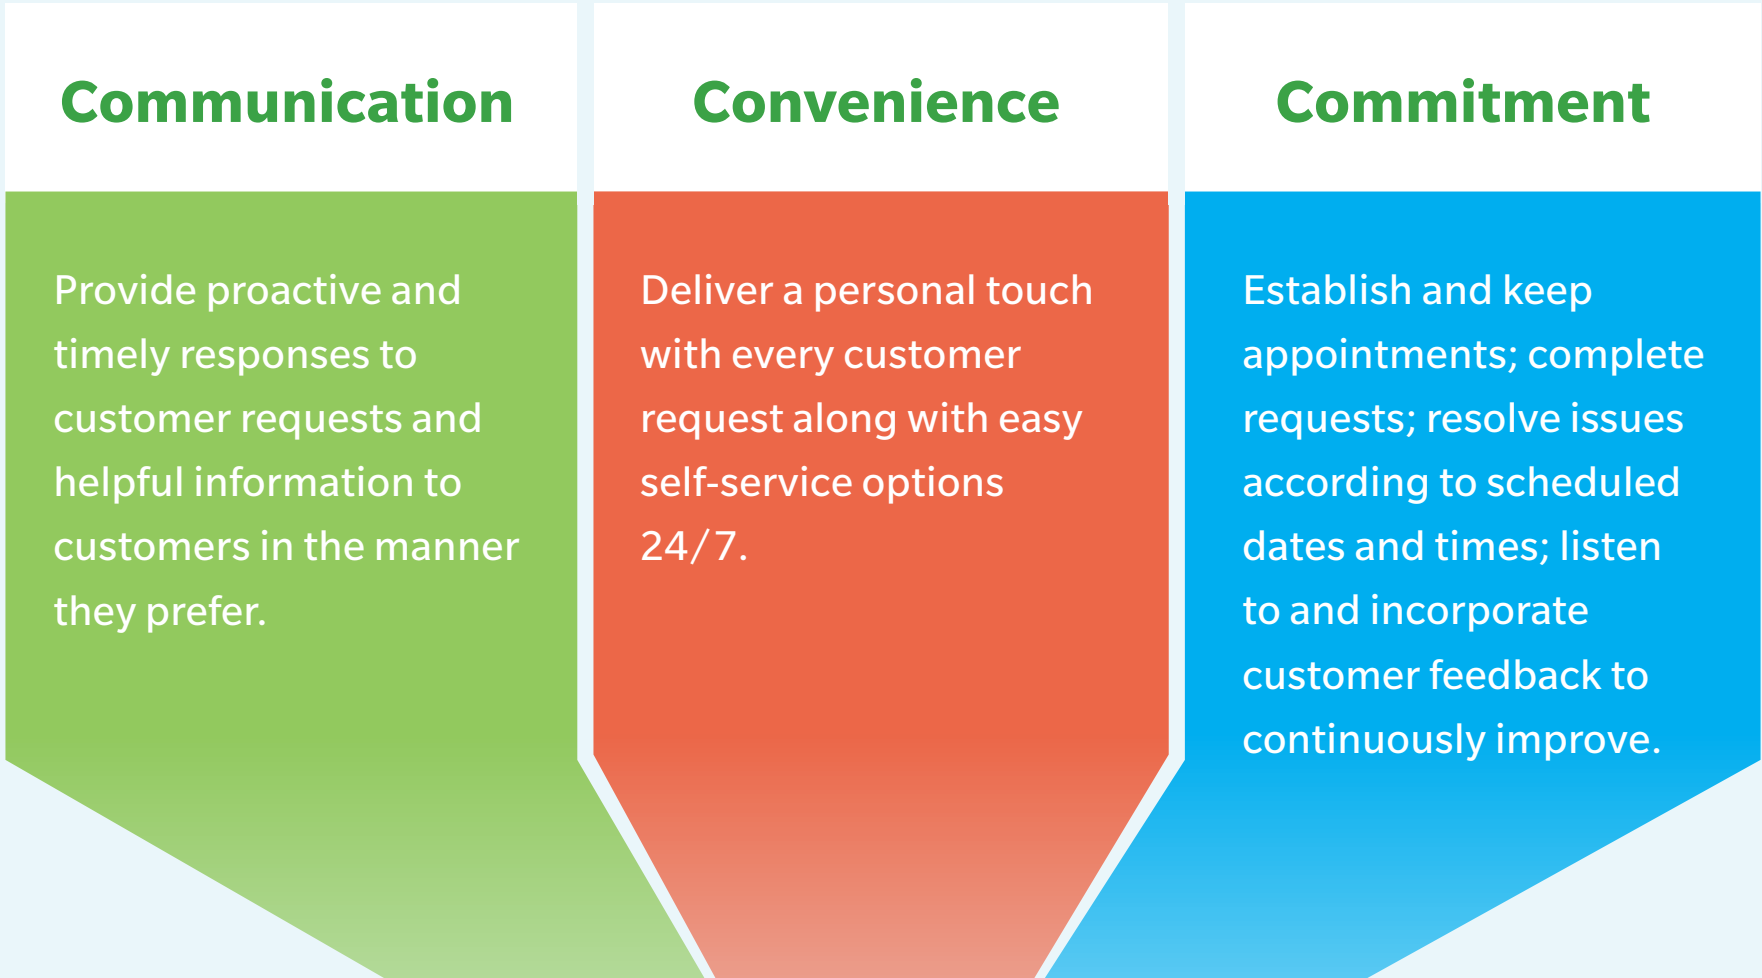 Communication
Provide proactive and
timely responses to
customer requests and
helpful information to
customers in the manner
they prefer.
Convenience
Deliver a personal touch
with every customer
request along with easy
self-service options
24/7.
Commitment
Establish and keep
appointments; complete
requests; resolve issues
according to scheduled
dates and times; listen
to and incorporate
customer feedback to
continuously improve.